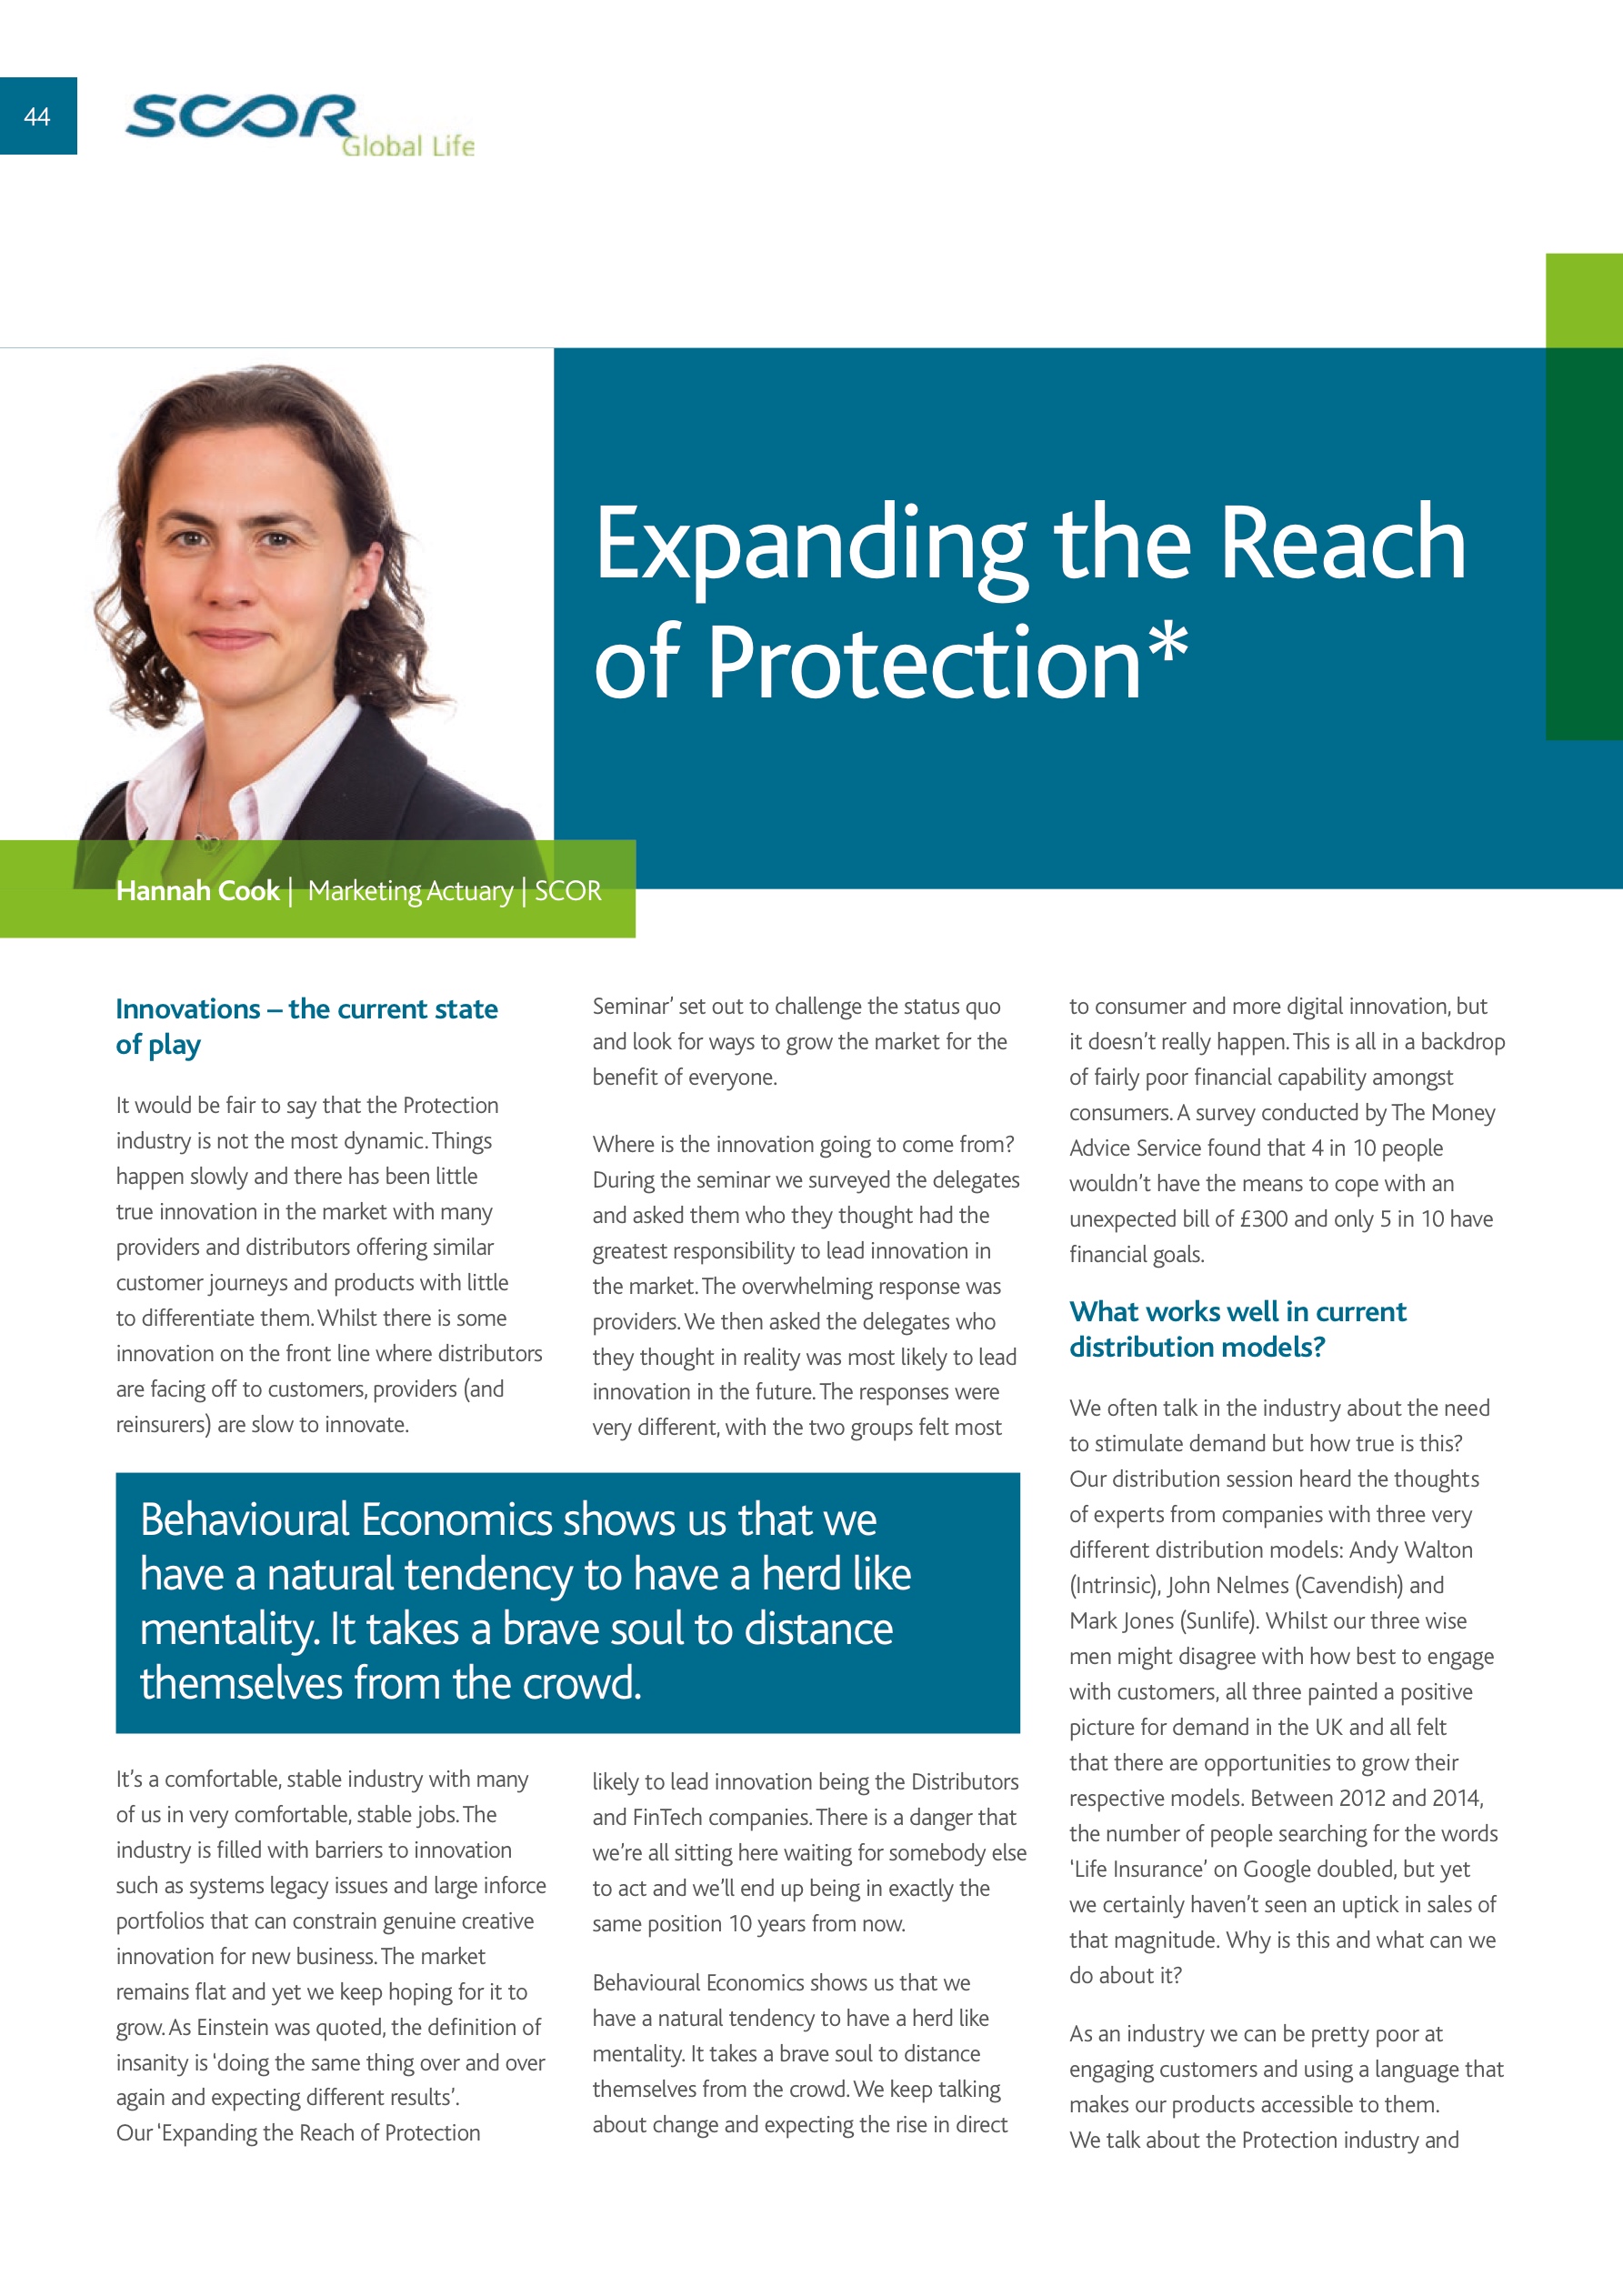 44
SCOR
Global Life
Expanding the Reach
of Protection*
Hannah Cook | Marketing Actuary | SCOR
Innovations – the current state
of play
It would be fair to say that the Protection
industry is not the most dynamic. Things
happen slowly and there has been little
true innovation in the market with many
providers and distributors offering similar
customer journeys and products with little
to differentiate them. Whilst there is some
innovation on the front line where distributors
are facing off to customers, providers (and
reinsurers) are slow to innovate.
Behavioural Economics shows us that we
have a natural tendency to have a herd like
mentality. It takes a brave soul to distance
themselves from the crowd.
It’s a comfortable, stable industry with many
of us in very comfortable, stable jobs. The
industry is filled with barriers to innovation
such as systems legacy issues and large inforce
portfolios that can constrain genuine creative
innovation for new business. The market
remains flat and yet we keep hoping for it to
grow. As Einstein was quoted, the definition of
insanity is ‘doing the same thing over and over
again and expecting different results’.
Our ‘Expanding the Reach of Protection
Seminar’ set out to challenge the status quo
and look for ways to grow the market for the
benefit of everyone.
Where is the innovation going to come from?
During the seminar we surveyed the delegates
and asked them who they thought had the
greatest responsibility to lead innovation in
the market. The overwhelming response was
providers. We then asked the delegates who
they thought in reality was most likely to lead
innovation in the future. The responses were
very different, with the two groups felt most
likely to lead innovation being the Distributors
and FinTech companies. There is a danger that
we’re all sitting here waiting for somebody else
to act and we’ll end up being in exactly the
same position 10 years from now.
Behavioural Economics shows us that we
have a natural tendency to have a herd like
mentality. It takes a brave soul to distance
themselves from the crowd. We keep talking
about change and expecting the rise in direct
to consumer and more digital innovation, but
it doesn’t really happen. This is all in a backdrop
of fairly poor financial capability amongst
consumers. A survey conducted by The Money
Advice Service found that 4 in 10 people
wouldn’t have the means to cope with an
unexpected bill of £300 and only 5 in 10 have
financial goals.
What works well in current
distribution models?
We often talk in the industry about the need
to stimulate demand but how true is this?
Our distribution session heard the thoughts
of experts from companies with three very
different distribution models: Andy Walton
(Intrinsic), John Nelmes (Cavendish) and
Mark Jones (Sunlife). Whilst our three wise
men might disagree with how best to engage
with customers, all three painted a positive
picture for demand in the UK and all felt
that there are opportunities to grow their
respective models. Between 2012 and 2014,
the number of people searching for the words
‘Life Insurance’ on Google doubled, but yet
we certainly haven’t seen an uptick in sales of
that magnitude. Why is this and what can we
do about it?
As an industry we can be pretty poor at
engaging customers and using a language that
makes our products accessible to them.
We talk about the Protection industry and